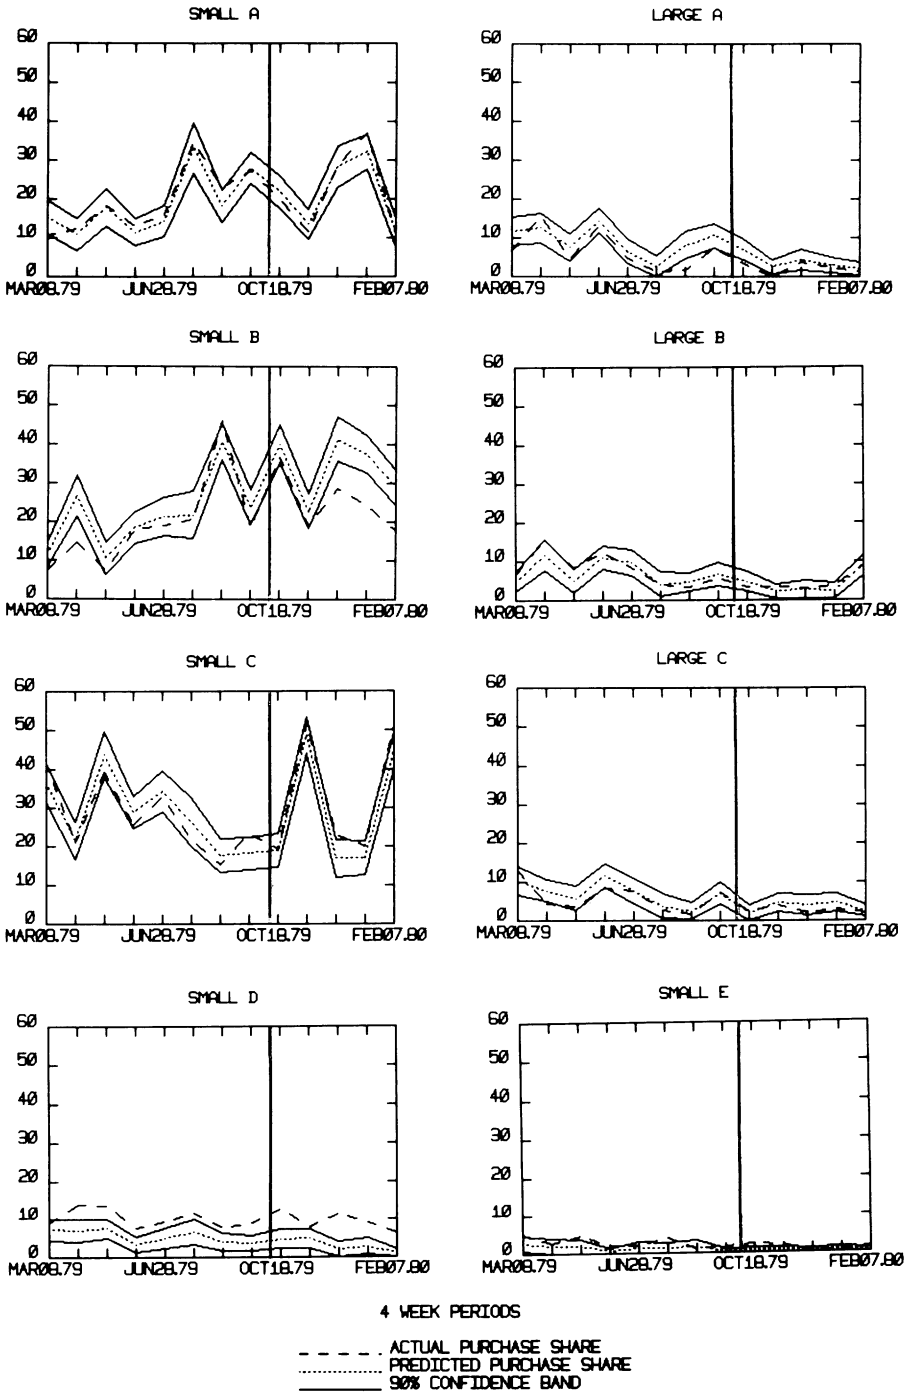 SMALL A
60
50
40
30
20
10
0
MAR08.79 JUN28.79 OCT18.79 FEB07.80
LARGE A
60
50
40
30
20
10
0
MAR08.79 JUN28.79 OCT18.79 FEB07.80
SMALL B
60
50
40
30
20
10
0
MAR08.79 JUN28.79 OCT18.79 FEB07.80
LARGE B
60
50
40
30
20
10
0
MAR08.79 JUN28.79 OCT18.79 FEB07.80
SMALL C
60
50
40
30
20
10
0
MAR08.79 JUN28.79 OCT18.79 FEB07.80
LARGE C
60
50
40
30
20
10
0
MAR08.79 JUN28.79 OCT18.79 FEB07.80
SMALL D
60
50
40
30
20
10
0
MAR08.79 JUN28.79 OCT18.79 FEB07.80
SMALL E
60
50
40
30
20
10
0
MAR08.79 JUN28.79 OCT18.79 FEB07.80
4 WEEK PERIODS
ACTUAL PURCHASE SHARE
PREDICTED PURCHASE SHARE
90% CONFIDENCE BAND